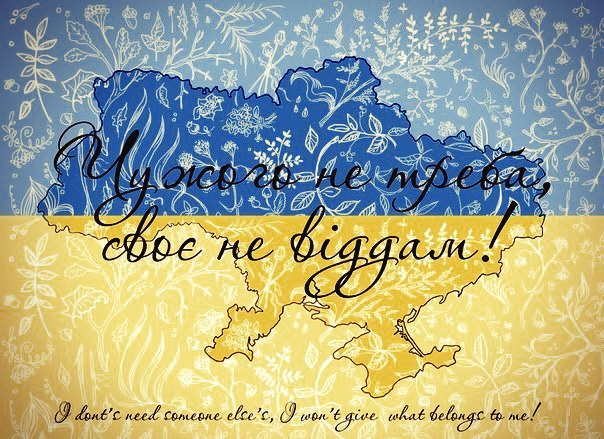 Чужого не треба,
своє не віддам!
I dont's need someone else's, I won't give what belongs to me!